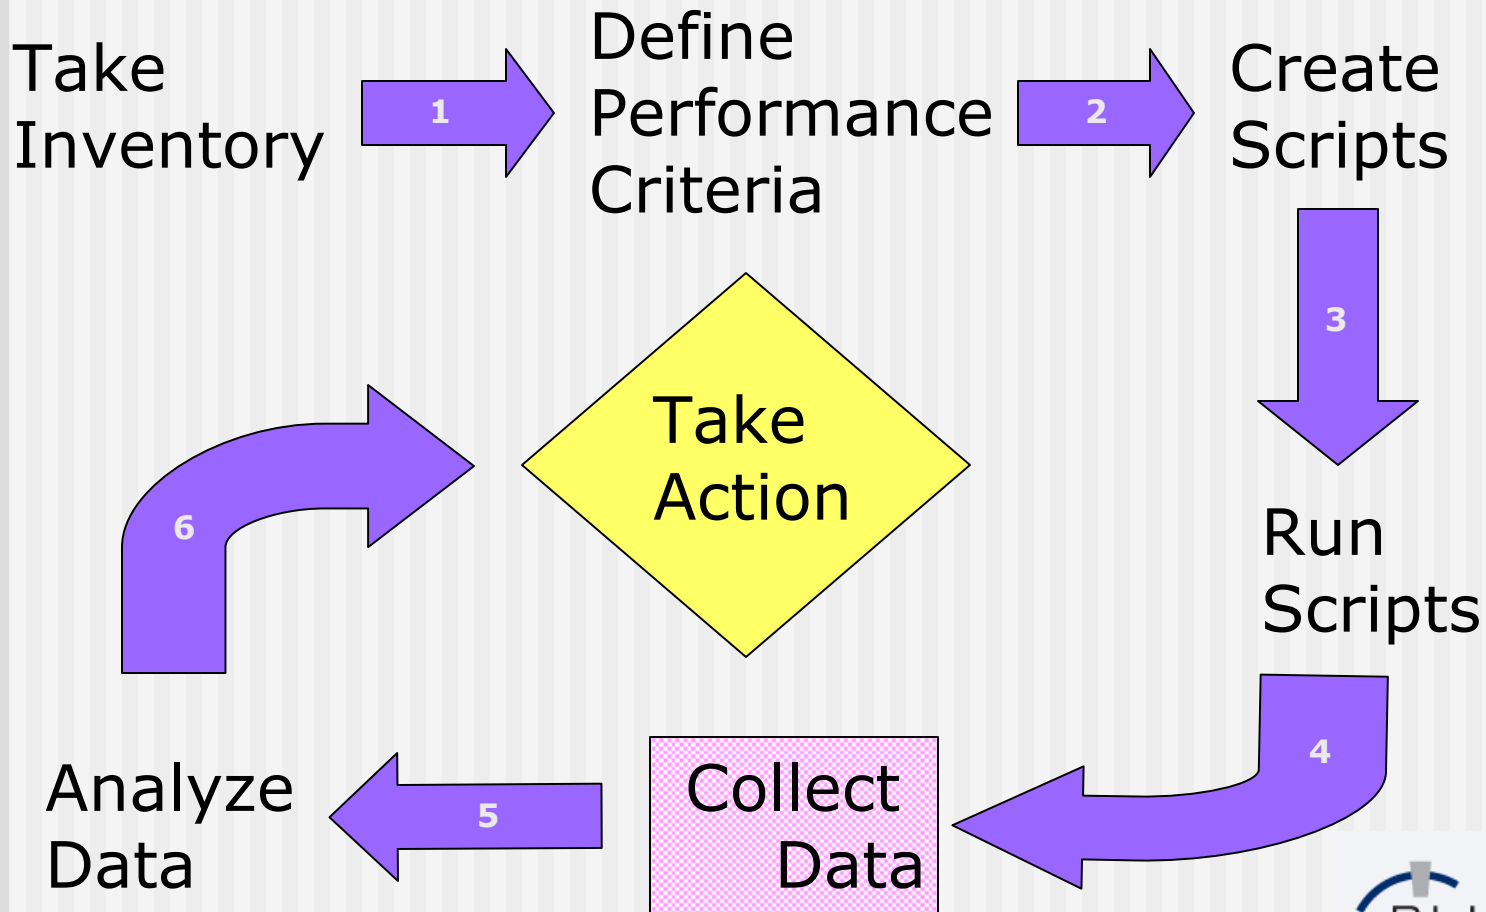 Take
Inventory
1
Define
Performance
Criteria
2
Create
Scripts
3
Take
Action
6
Run
Scripts
4
Collect
Data
5
Analyze
Data